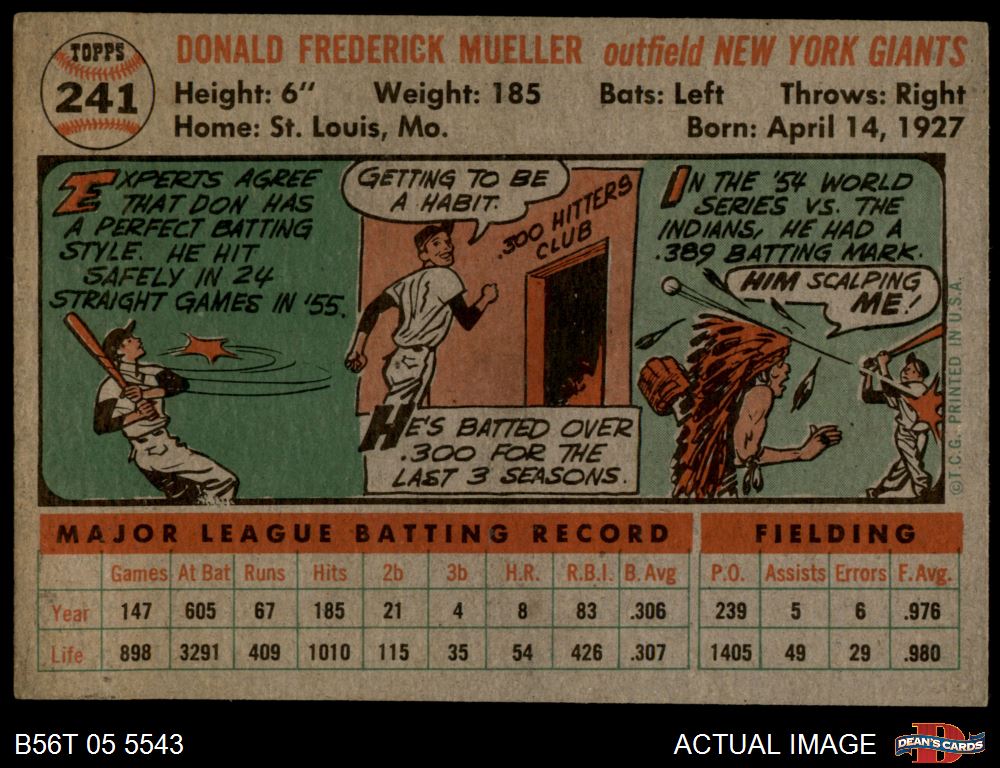 TOPPS
241
DONALD FREDERICK MUELLER outfield NEW YORK GIANTS
Height: 6" Weight: 185 Bats: Left Throws: Right
Home: St. Louis, Mo. Born: April 14, 1927
EXPERTS AGREE
THAT DON HAS
A PERFECT BATTING
STYLE. HE HIT
SAFELY IN 24
STRAIGHT GAMES IN '55.
GETTING TO BE
A HABIT.
.300 HITTERS
CLUB
HE'S BATTED OVER
.300 FOR THE
LAST 3 SEASONS.
IN THE '54 WORLD
SERIES VS. THE
INDIANS, HE HAD A
.389 BATTING MARK.
HIM SCALPING
ME!
© T.C.G. PRINTED IN U.S.A.
MAJOR LEAGUE BATTING RECORD FIELDING
Games At Bat Runs Hits 2b 3b H.R. R.B.I. B. Avg P.O. Assists Errors F. Avg.
Year 147 605 67 185 21 4 8 83 .306 239 5 6 .976
Life 898 3291 409 1010 115 35 54 426 .307 1405 49 29 .980
B56T 05 5543 ACTUAL IMAGE DEAN'S CARDS